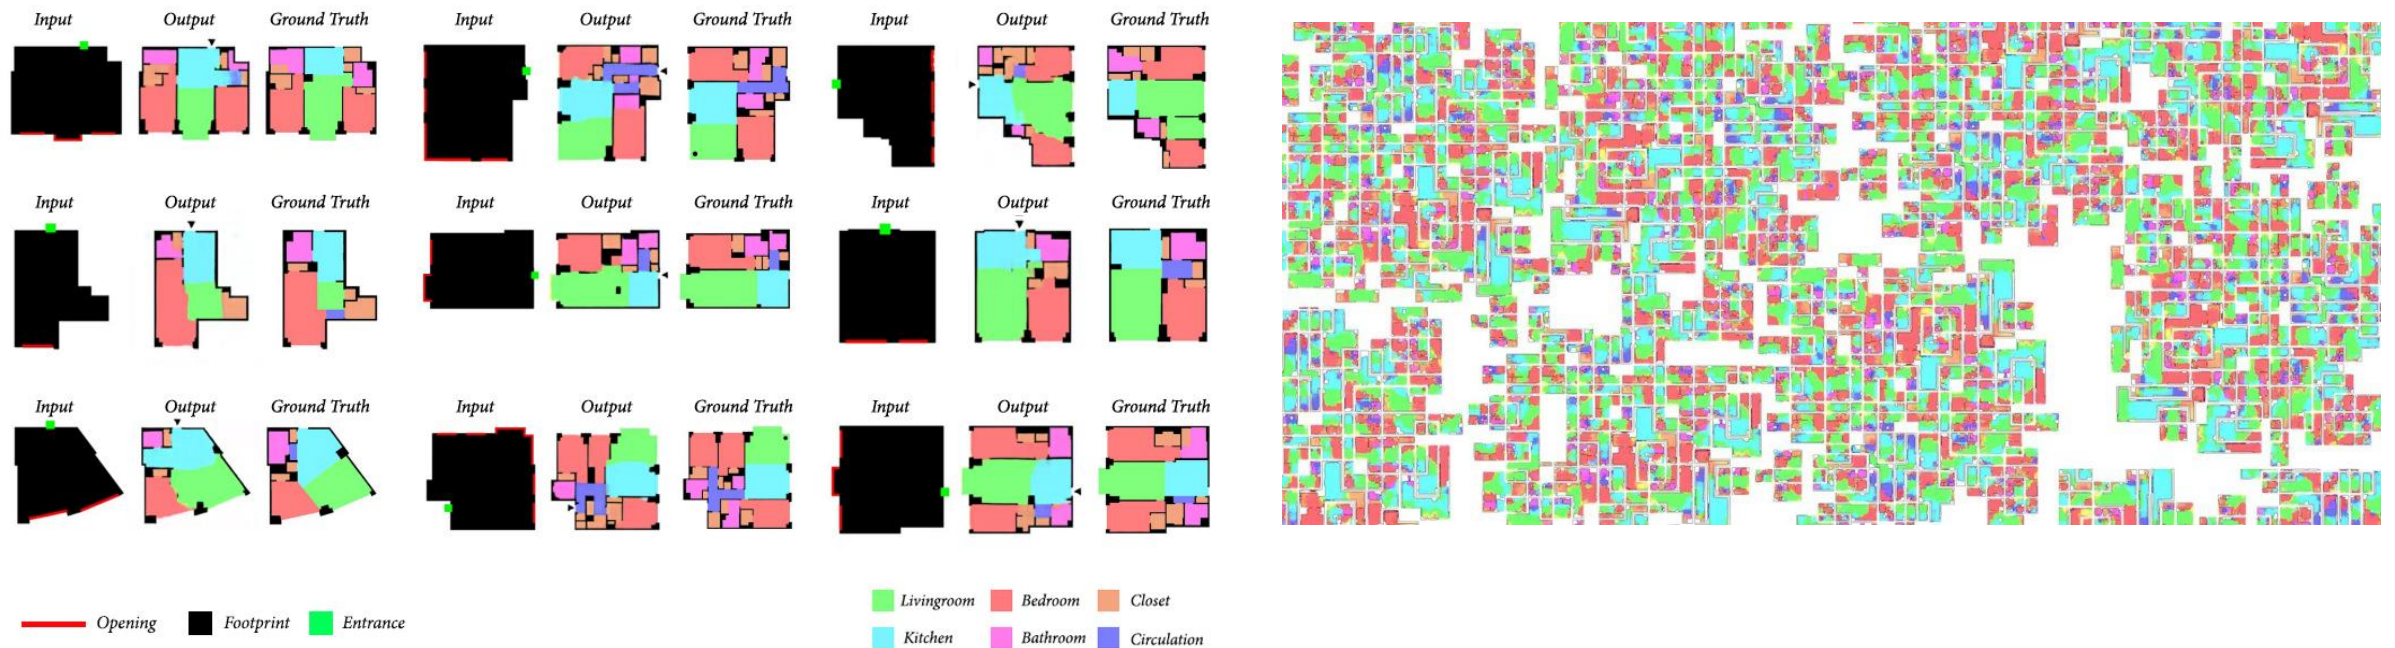 Input Output Ground Truth Input Output Ground Truth Input Output Ground Truth
Input Output Ground Truth Input Output Ground Truth Input Output Ground Truth
Input Output Ground Truth Input Output Ground Truth Input Output Ground Truth
Livingroom Bedroom Closet
Opening Footprint Entrance
Kitchen Bathroom Circulation